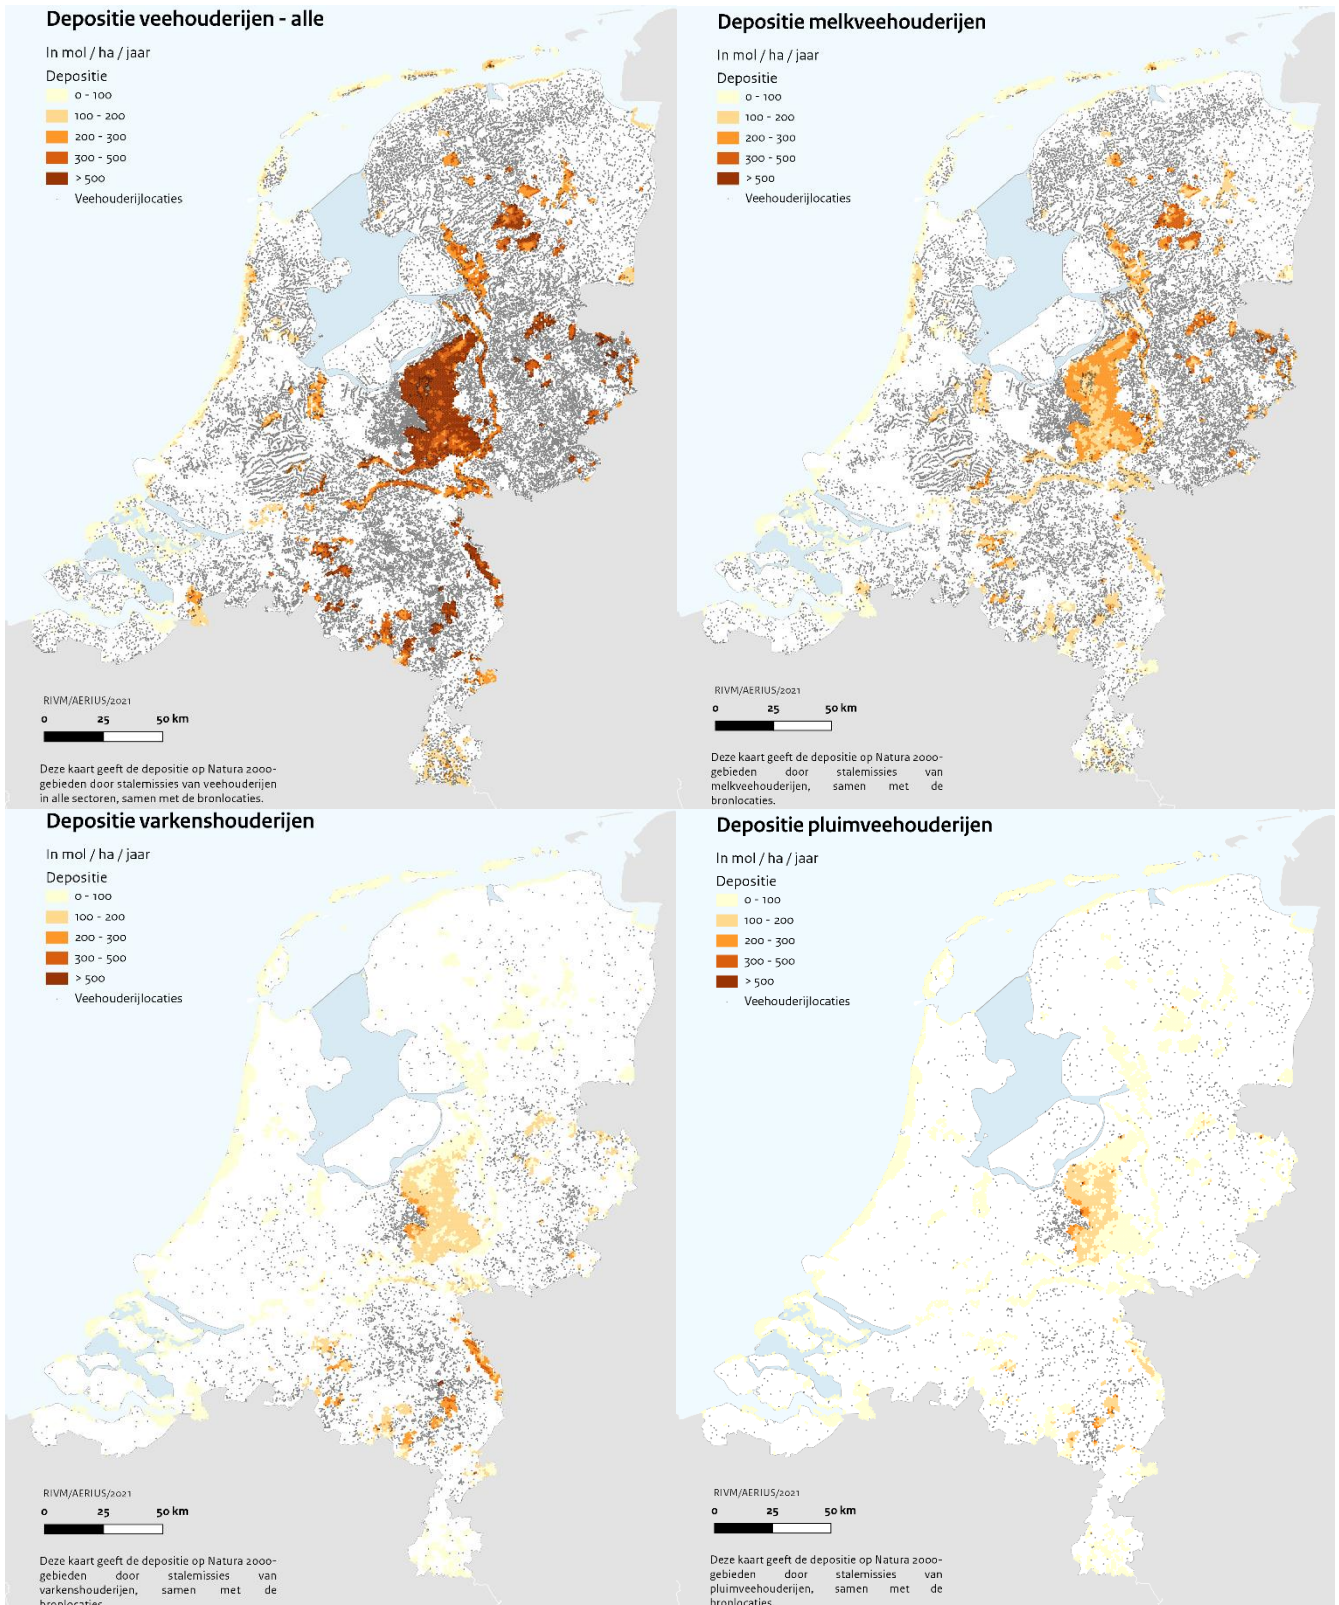 Depositie veehouderijen - alle
In mol / ha / jaar
Depositie
0 - 100
100 - 200
200 - 300
300 - 500
> 500
Veehouderijlocaties
RIVM/AERIUS/2021
0 25 50 km
Deze kaart geeft de depositie op Natura 2000-
gebieden door stalemissies van veehouderijen
in alle sectoren, samen met de bronlocaties.
Depositie melkveehouderijen
In mol / ha / jaar
Depositie
0 - 100
100 - 200
200 - 300
300 - 500
> 500
Veehouderijlocaties
RIVM/AERIUS/2021
0 25 50 km
Deze kaart geeft de depositie op Natura 2000-
gebieden door stalemissies van
melkveehouderijen, samen met de
bronlocaties.
Depositie varkenshouderijen
In mol / ha / jaar
Depositie
0 - 100
100 - 200
200 - 300
300 - 500
> 500
Veehouderijlocaties
RIVM/AERIUS/2021
0 25 50 km
Deze kaart geeft de depositie op Natura 2000-
gebieden door stalemissies van
varkenshouderijen, samen met de
bronlocaties
Depositie pluimveehouderijen
In mol / ha / jaar
Depositie
0 - 100
100 - 200
200 - 300
300 - 500
> 500
Veehouderijlocaties
RIVM/AERIUS/2021
0 25 50 km
Deze kaart geeft de depositie op Natura 2000-
gebieden door stalemissies van
pluimveehouderijen, samen met de
bronlocaties